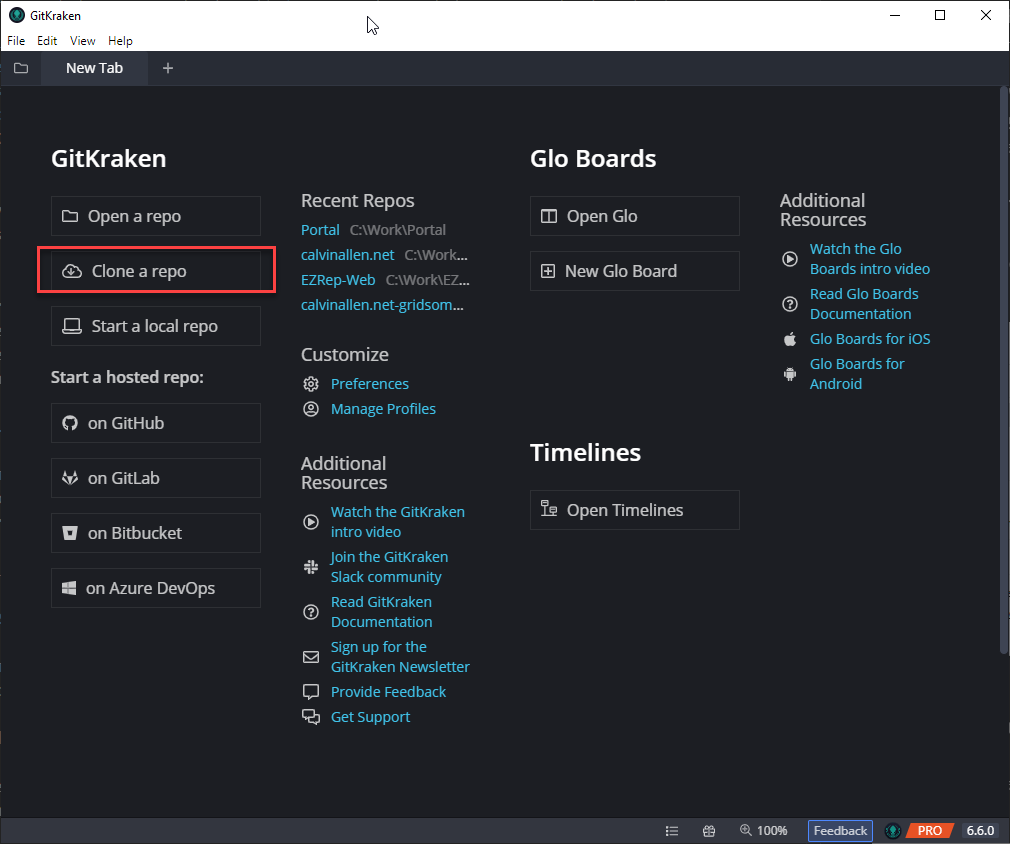 GitKraken
File Edit View Help
New Tab
GitKraken
Open a repo
Clone a repo
Start a local repo
Start a hosted repo:
on GitHub
on GitLab
on Bitbucket
on Azure DevOps
Recent Repos
Portal C:\Work\Portal
calvinallen.net C:\Work...
EZRep-Web C:\Work\EZ...
calvinallen.net-gridsom...
Customize
Preferences
Manage Profiles
Additional
Resources
Watch the GitKraken
intro video
Join the GitKraken
Slack community
Read GitKraken
Documentation
Sign up for the
GitKraken Newsletter
Provide Feedback
Get Support
Glo Boards
Open Glo
New Glo Board
Additional
Resources
Watch the Glo
Boards intro video
Read Glo Boards
Documentation
Glo Boards for iOS
Glo Boards for
Android
Timelines
Open Timelines
100% Feedback PRO 6.6.0